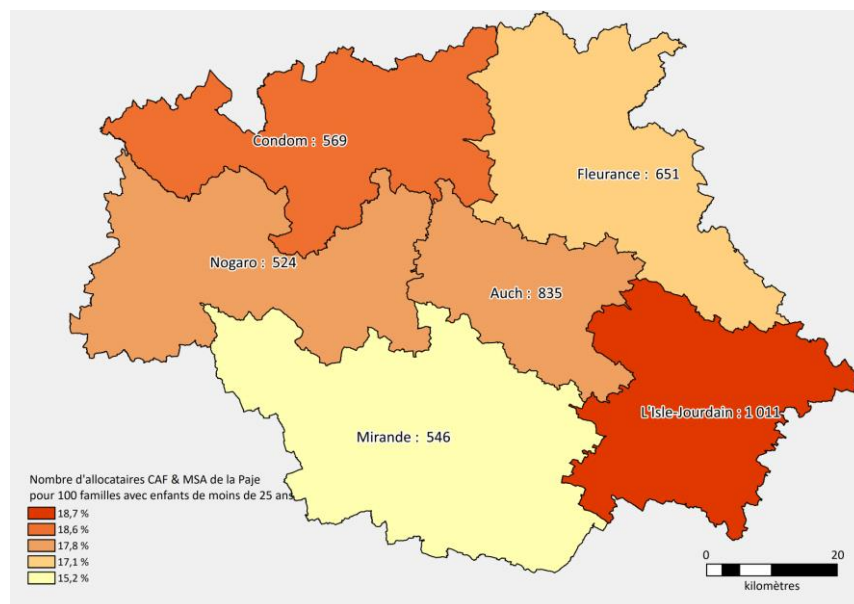 Condom : 569
Fleurance : 651
Nogaro : 524
Auch : 835
L'Isle-Jourdain : 1 011
Mirande : 546
Nombre d'allocataires CAF & MSA de la Paje
pour 100 familles avec enfants de moins de 25 ans
18,7 %
18,6 %
17,8 %
17,1 %
15,2 %
0 20
kilomètres